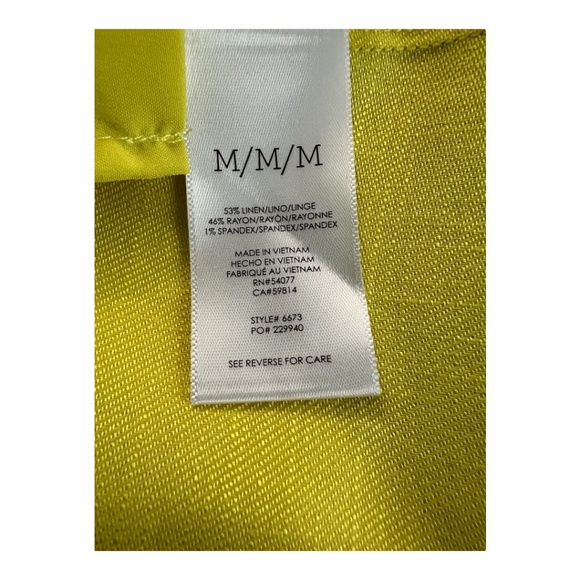 M/M/M
53% LINEN/LINO/LINGE
46% RAYON/RAYÓN/RAYONNE
1% SPANDEX/SPANDEX/SPANDEX
MADE IN VIETNAM
HECHO EN VIETNAM
FABRIQUÉ AU VIETNAM
RN#54077
CA#59814
STYLE# 6673
PO# 229940
SEE REVERSE FOR CARE